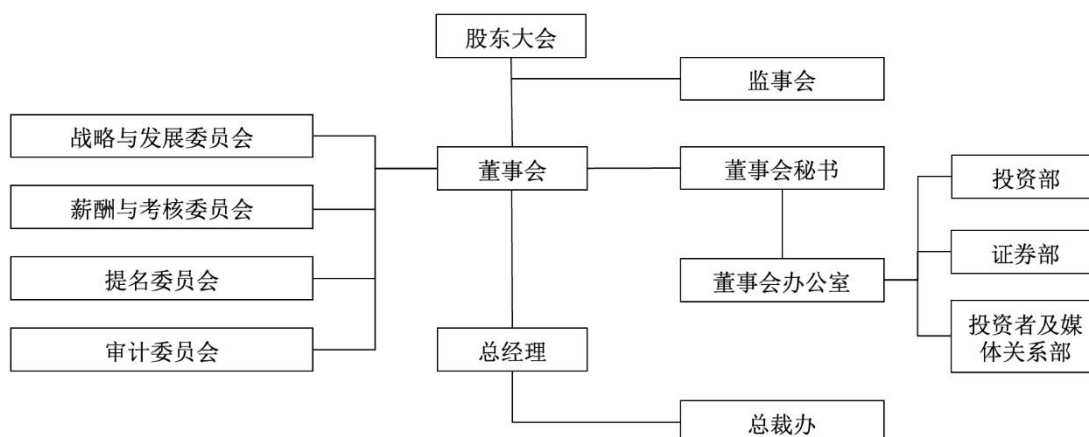 股东大会
监事会
战略与发展委员会
董事会
董事会秘书
投资部
薪酬与考核委员会
证券部
提名委员会
董事会办公室
投资者及媒
体关系部
审计委员会
总经理
总裁办